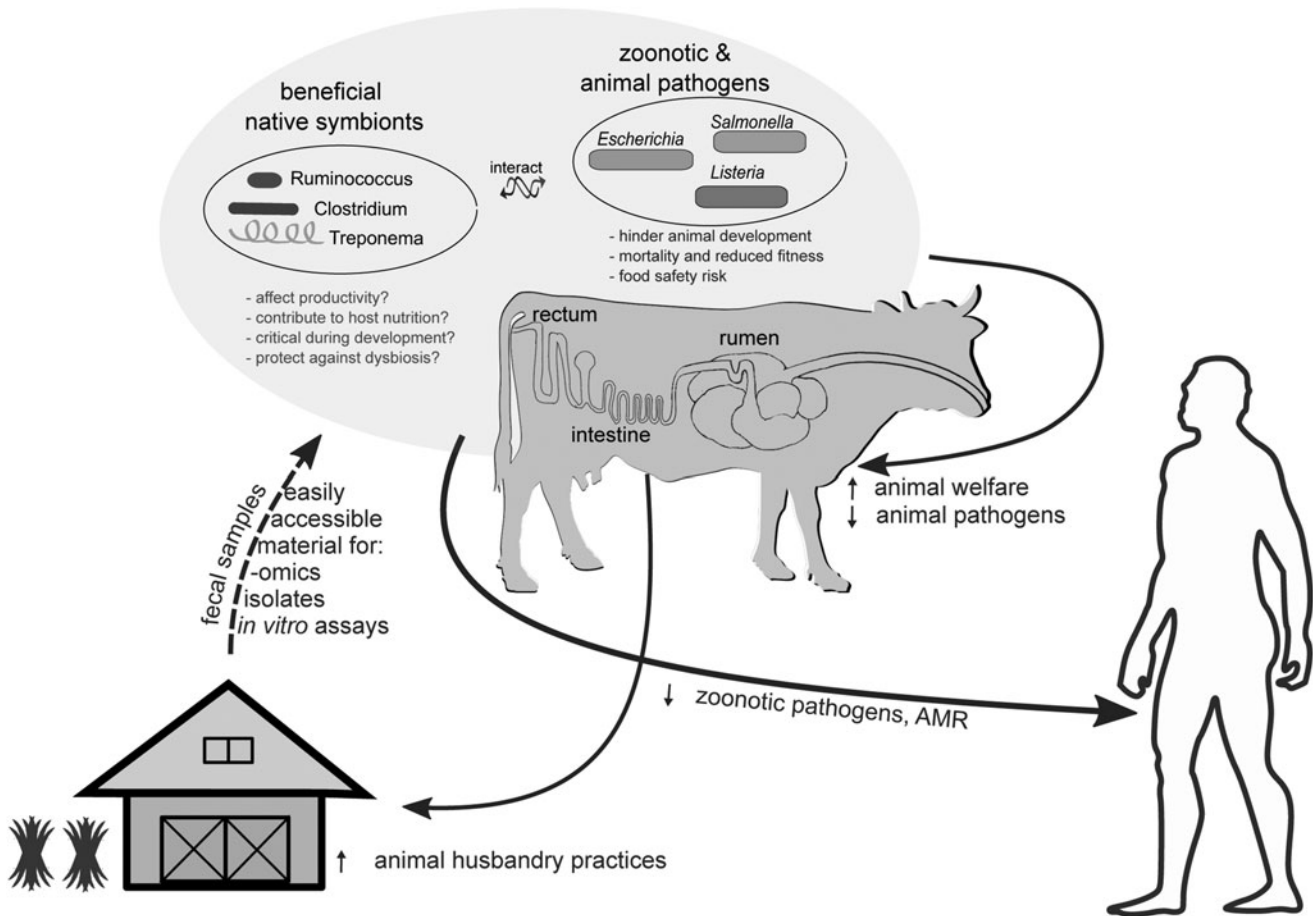 beneficial
native symbionts
Ruminococcus
Clostridium
Treponema
- affect productivity?
- contribute to host nutrition?
- critical during development?
- protect against dysbiosis?
interact
zoonotic &
animal pathogens
Escherichia
Salmonella
Listeria
- hinder animal development
- mortality and reduced fitness
- food safety risk
rectum
rumen
intestine
↑ animal welfare
↓ animal pathogens
fecal samples
easily
accessible
material for:
-omics
isolates
in vitro assays
↓ zoonotic pathogens, AMR
↑ animal husbandry practices